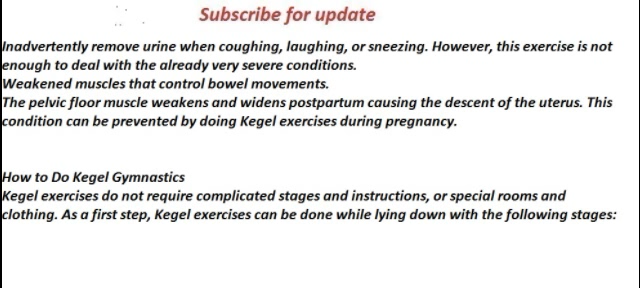 Subscribe for update
Inadvertently remove urine when coughing, laughing, or sneezing. However, this exercise is not
enough to deal with the already very severe conditions.
Weakened muscles that control bowel movements.
The pelvic floor muscle weakens and widens postpartum causing the descent of the uterus. This
condition can be prevented by doing Kegel exercises during pregnancy.
How to Do Kegel Gymnastics
Kegel exercises do not require complicated stages and instructions, or special rooms and
clothing. As a first step, Kegel exercises can be done while lying down with the following stages: